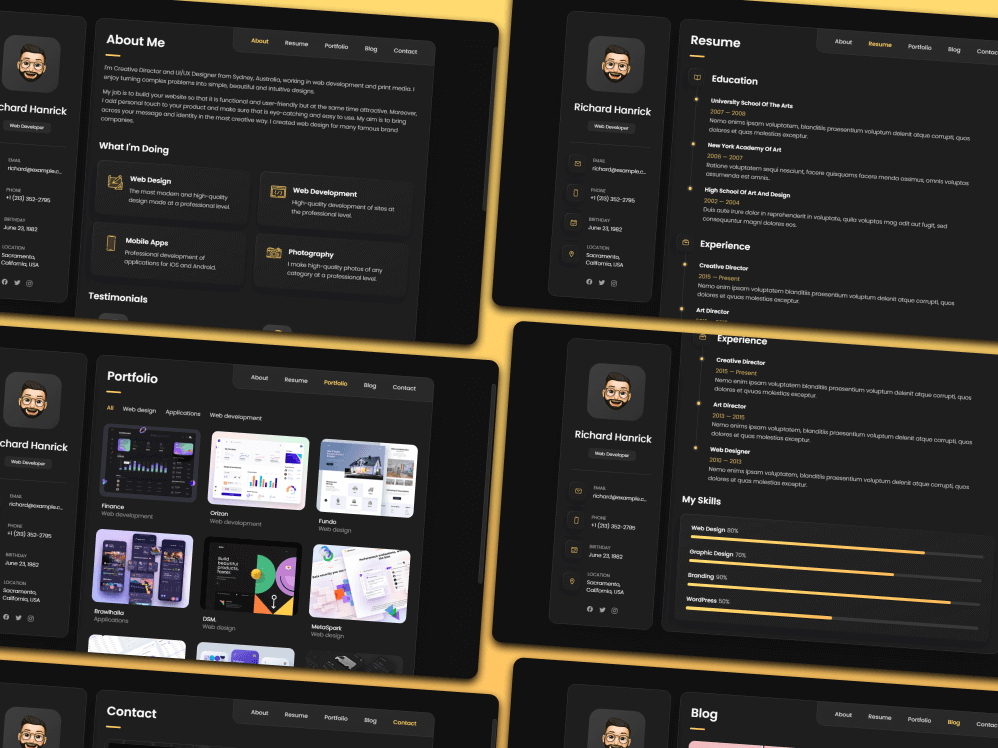 About Me
About
Resume
Portfolio
Blog
Contact
I'm Creative Director and UI/UX Designer from Sydney, Australia, working in web development and print media. I
enjoy turning complex problems into simple, beautiful and intuitive designs.
My job is to build your website so that it is functional and user-friendly but at the same time attractive. Moreover,
I add personal touch to your product and make sure that is eye-catching and easy to use. My aim is to bring
across your message and identity in the most creative way. I created web design for many famous brand
companies.
What I'm Doing
Web Design
The most modern and high-quality
design made at a professional level.
Web Development
High-quality development of sites at
the professional level.
Mobile Apps
Professional development of
applications for iOS and Android.
Photography
I make high-quality photos of any
category at a professional level.
Testimonials
chard Hanrick
Web Developer
EMAIL
richard@example.c...
PHONE
+1 (213) 352-2795
BIRTHDAY
June 23, 1982
LOCATION
Sacramento,
California, USA
Richard Hanrick
Web Developer
EMAIL
richard@example.c...
PHONE
+1 (213) 352-2795
BIRTHDAY
June 23, 1982
LOCATION
Sacramento,
California, USA
Resume
About
Resume
Portfolio
Blog
Contac
Education
University School Of The Arts
2007 — 2008
Nemo enims ipsam voluptatem, blanditiis praesentium voluptum delenit atque corrupti, quos
dolores et quas molestias exceptur.
New York Academy Of Art
2006 — 2007
Ratione voluptatem sequi nesciunt, facere quisquams facere menda ossimus, omnis voluptas
assumenda est omnis.
High School Of Art And Design
2002 — 2004
Duis aute irure dolor in reprehenderit in voluptate, quila voluptas mag odit aut fugit, sed
consequuntur magni dolores eos.
Experience
Creative Director
2015 — Present
Nemo enim ipsam voluptatem blanditiis praesentium voluptum delenit atque corrupti, quos
dolores et qvuas molestias exceptur.
Art Director
chard Hanrick
Web Developer
EMAIL
richard@example.c...
PHONE
+1 (213) 352-2795
BIRTHDAY
June 23, 1982
LOCATION
Sacramento,
California, USA
Portfolio
About
Resume
Portfolio
Blog
Contact
All
Web design
Applications
Web development
Finance
Web development
Orizon
Web development
Fundo
Web design
Build
beautiful
products,
faster.
Brawlhalla
Applications
DSM.
Web design
MetaSpark
Web design
Richard Hanrick
Web Developer
EMAIL
richard@example.c...
PHONE
+1 (213) 352-2795
BIRTHDAY
June 23, 1982
LOCATION
Sacramento,
California, USA
Experience
Creative Director
2015 — Present
Nemo enim ipsam voluptatem blanditiis praesentium voluptum delenit atque corrupti, quos
dolores et qvuas molestias exceptur.
Art Director
2013 — 2015
Nemo enims ipsam voluptatem, blanditiis praesentium voluptum delenit atque corrupti, quos
dolores et quas molestias exceptur.
Web Designer
2010 — 2013
Nemo enims ipsam voluptatem, blanditiis praesentium voluptum delenit atque corrupti, quos
dolores et quas molestias exceptur.
My Skills
Web Design 80%
Graphic Design 70%
Branding 90%
WordPress 50%
Contact
About
Resume
Portfolio
Blog
Contact
Blog
About
Resume
Portfolio
Blog
Contac